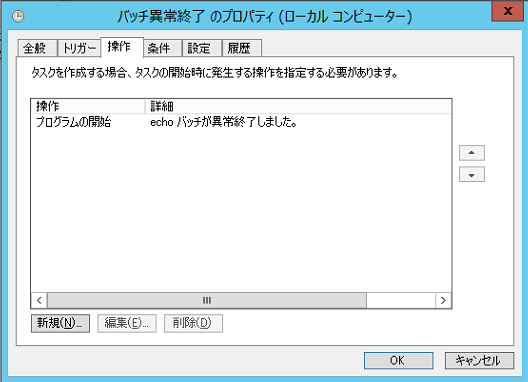 バッチ異常終了 のプロパティ (ローカル コンピューター)
x
全般 トリガー 操作 条件 設定 履歴
タスクを作成する場合、タスクの開始時に発生する操作を指定する必要があります。
操作 詳細
プログラムの開始 echo バッチが異常終了しました。
新規(N)... 編集(E)... 削除(D)
OK キャンセル